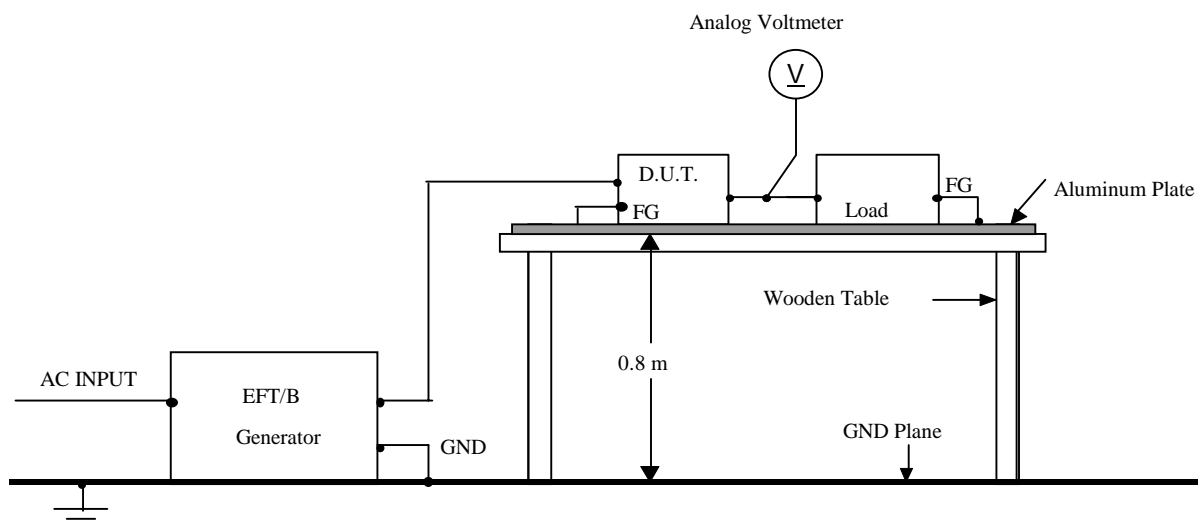 Analog Voltmeter
V
D.U.T.
FG
Load
FG
Aluminum Plate
Wooden Table
0.8 m
AC INPUT
EFT/B
Generator
GND
GND Plane